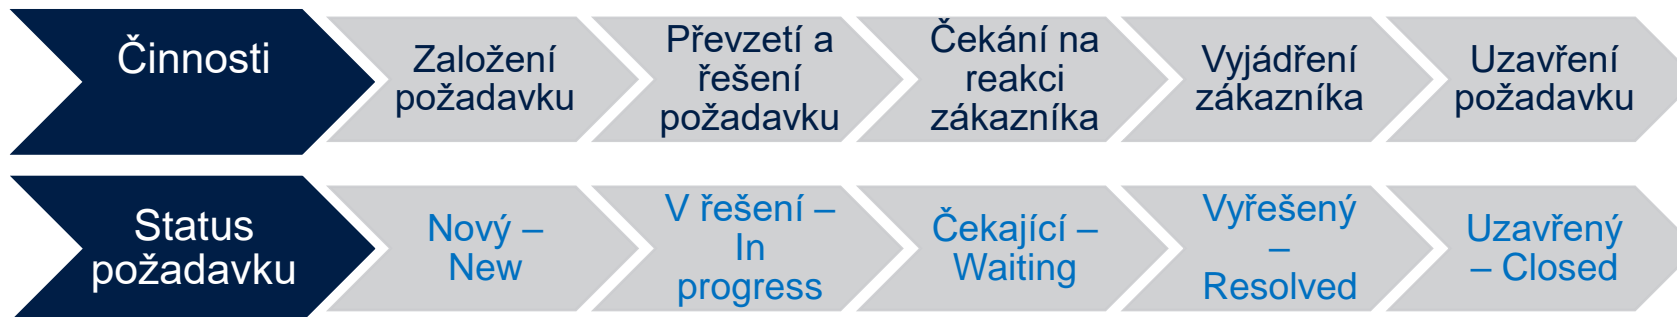 Činnosti
Založení
požadavku
Převzetí a
řešení
požadavku
Čekání na
reakci
zákazníka
Vyjádření
zákazníka
Uzavření
požadavku
Status
požadavku
Nový –
New
V řešení –
In
progress
Čekající –
Waiting
Vyřešený
–
Resolved
Uzavřený
– Closed